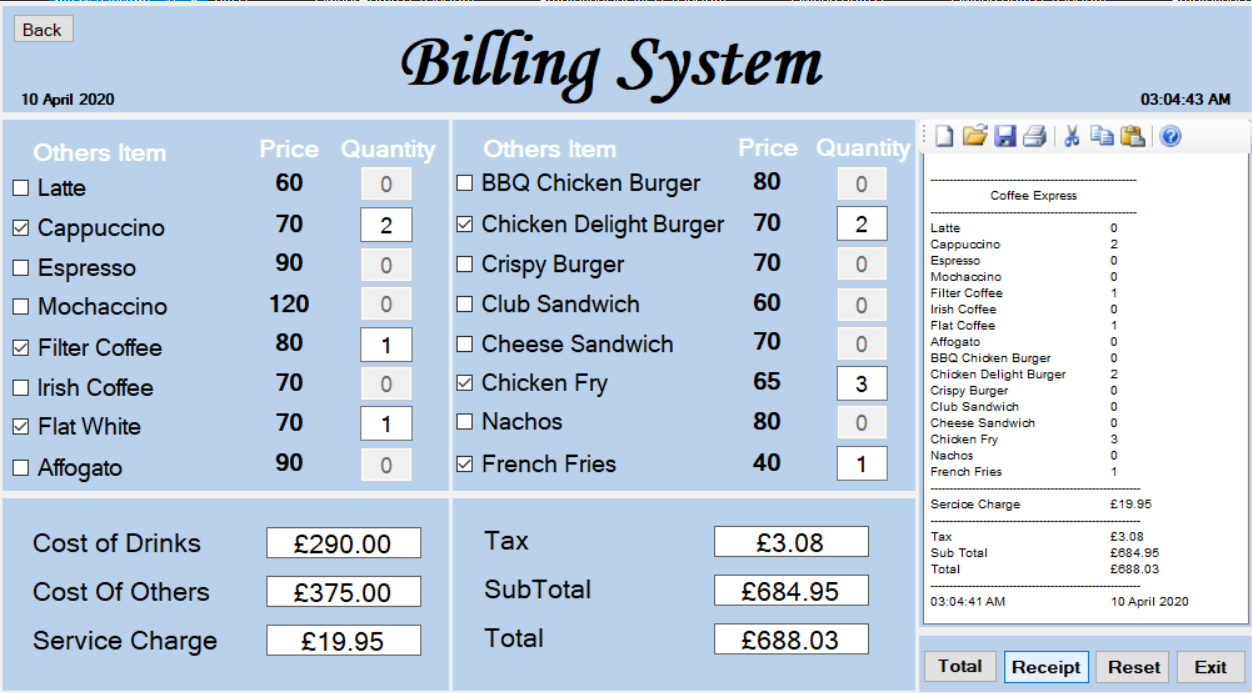 Back
Billing System
10 April 2020
03:04:43 AM
Others Item Price Quantity
Latte 60 0
Cappuccino 70 2
Espresso 90 0
Mochaccino 120 0
Filter Coffee 80 1
Irish Coffee 70 0
Flat White 70 1
Affogato 90 0
Others Item Price Quantity
BBQ Chicken Burger 80 0
Chicken Delight Burger 70 2
Crispy Burger 70 0
Club Sandwich 60 0
Cheese Sandwich 70 0
Chicken Fry 65 3
Nachos 80 0
French Fries 40 1
Cost of Drinks £290.00
Cost Of Others £375.00
Service Charge £19.95
Tax £3.08
SubTotal £684.95
Total £688.03
Coffee Express
Latte 0
Cappuccino 2
Espresso 0
Mochaccino 0
Filter Coffee 1
Irish Coffee 0
Flat Coffee 1
Affogato 0
BBQ Chicken Burger 0
Chicken Delight Burger 2
Crispy Burger 0
Club Sandwich 0
Cheese Sandwich 0
Chicken Fry 3
Nachos 0
French Fries 1
Sercice Charge £19.95
Tax £3.08
Sub Total £684.95
Total £688.03
03:04:41 AM 10 April 2020
Total Receipt Reset Exit